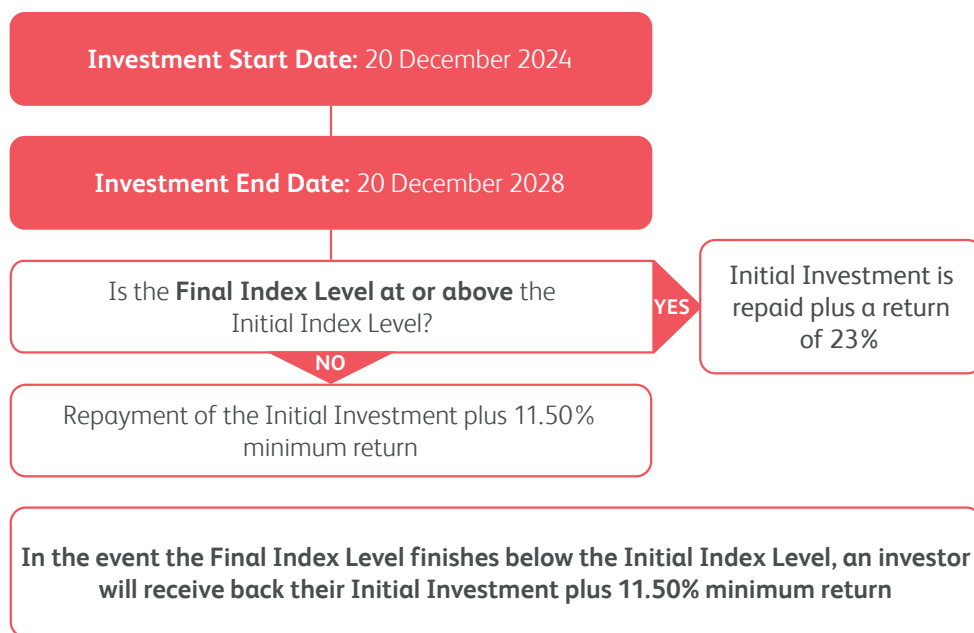 Investment Start Date: 20 December 2024
Investment End Date: 20 December 2028
Is the Final Index Level at or above the
Initial Index Level?
YES
Initial Investment is
repaid plus a return
of 23%
NO
Repayment of the Initial Investment plus 11.50%
minimum return
In the event the Final Index Level finishes below the Initial Index Level, an investor
will receive back their Initial Investment plus 11.50% minimum return